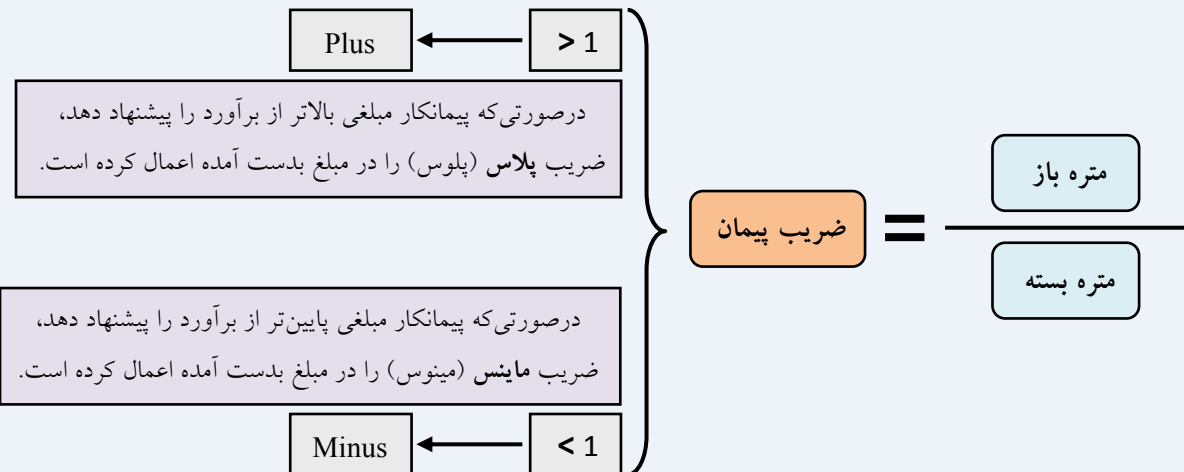 متره باز
متره بسته
=
ضریب پیمان
> 1
Plus
درصورتی‌که پیمانکار مبلغی بالاتر از برآورد را پیشنهاد دهد،
ضریب پلاس (پلوس) را در مبلغ بدست آمده اعمال کرده است.
درصورتی‌که پیمانکار مبلغی پایین‌تر از برآورد را پیشنهاد دهد،
ضریب ماینس (مینوس) را در مبلغ بدست آمده اعمال کرده است.
< 1
Minus